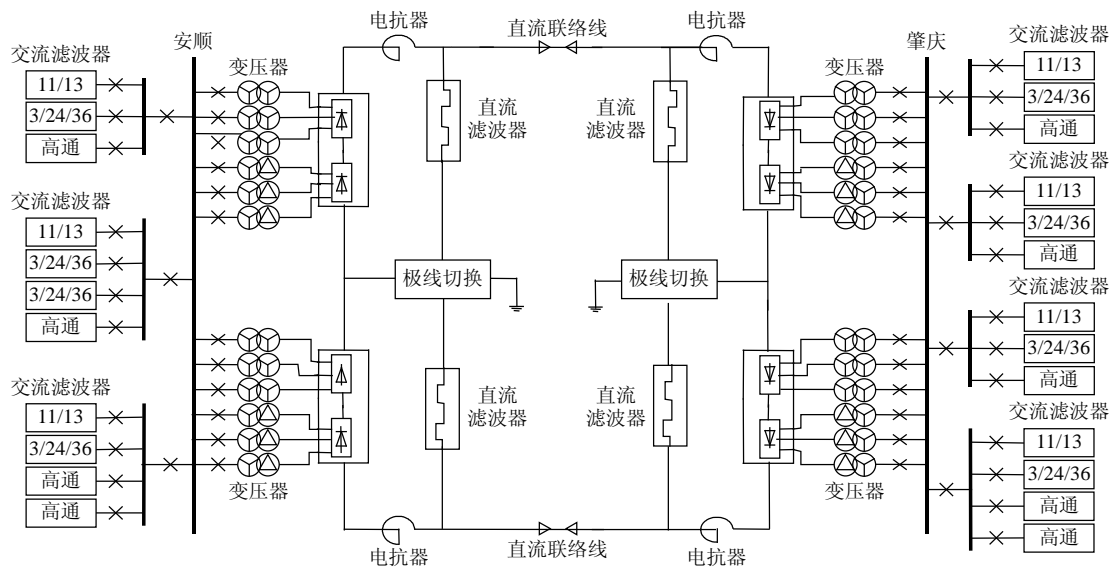 电抗器
直流联络线
电抗器
安顺
肇庆
交流滤波器
11/13
3/24/36
高通
变压器
变压器
交流滤波器
11/13
3/24/36
高通
直流
滤波器
直流
滤波器
交流滤波器
11/13
3/24/36
3/24/36
高通
交流滤波器
11/13
3/24/36
高通
极线切换
极线切换
交流滤波器
11/13
3/24/36
高通
交流滤波器
11/13
3/24/36
高通
高通
直流
滤波器
直流
滤波器
交流滤波器
11/13
3/24/36
高通
高通
变压器
变压器
电抗器
直流联络线
电抗器